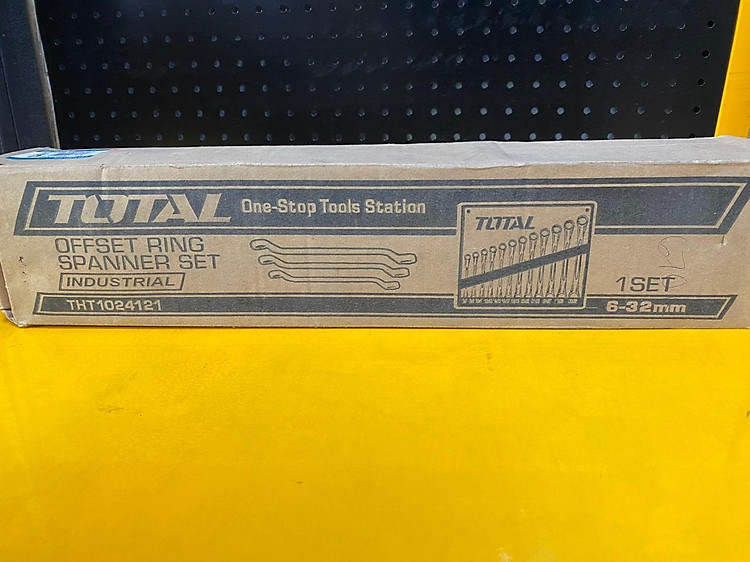 TOTAL One-Stop Tools Station
OFFSET RING
SPANNER SET
INDUSTRIAL
THT1024121
TOTAL
1SET
6-32mm